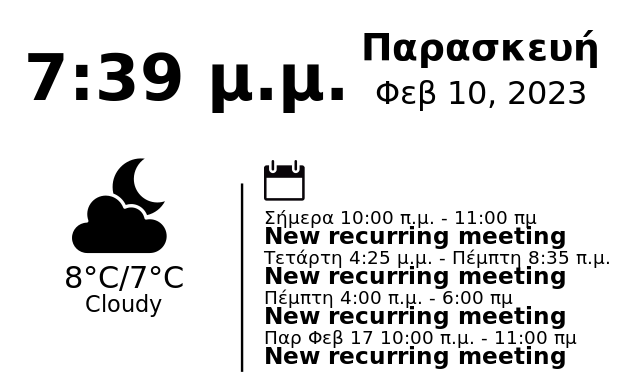 7:39 μ.μ.
Παρασκευή
Φεβ 10, 2023
8°C/7°C
Cloudy
Σήμερα 10:00 π.μ. - 11:00 πμ
New recurring meeting
Τετάρτη 4:25 μ.μ. - Πέμπτη 8:35 π.μ.
New recurring meeting
Πέμπτη 4:00 π.μ. - 6:00 πμ
New recurring meeting
Παρ Φεβ 17 10:00 π.μ. - 11:00 πμ
New recurring meeting